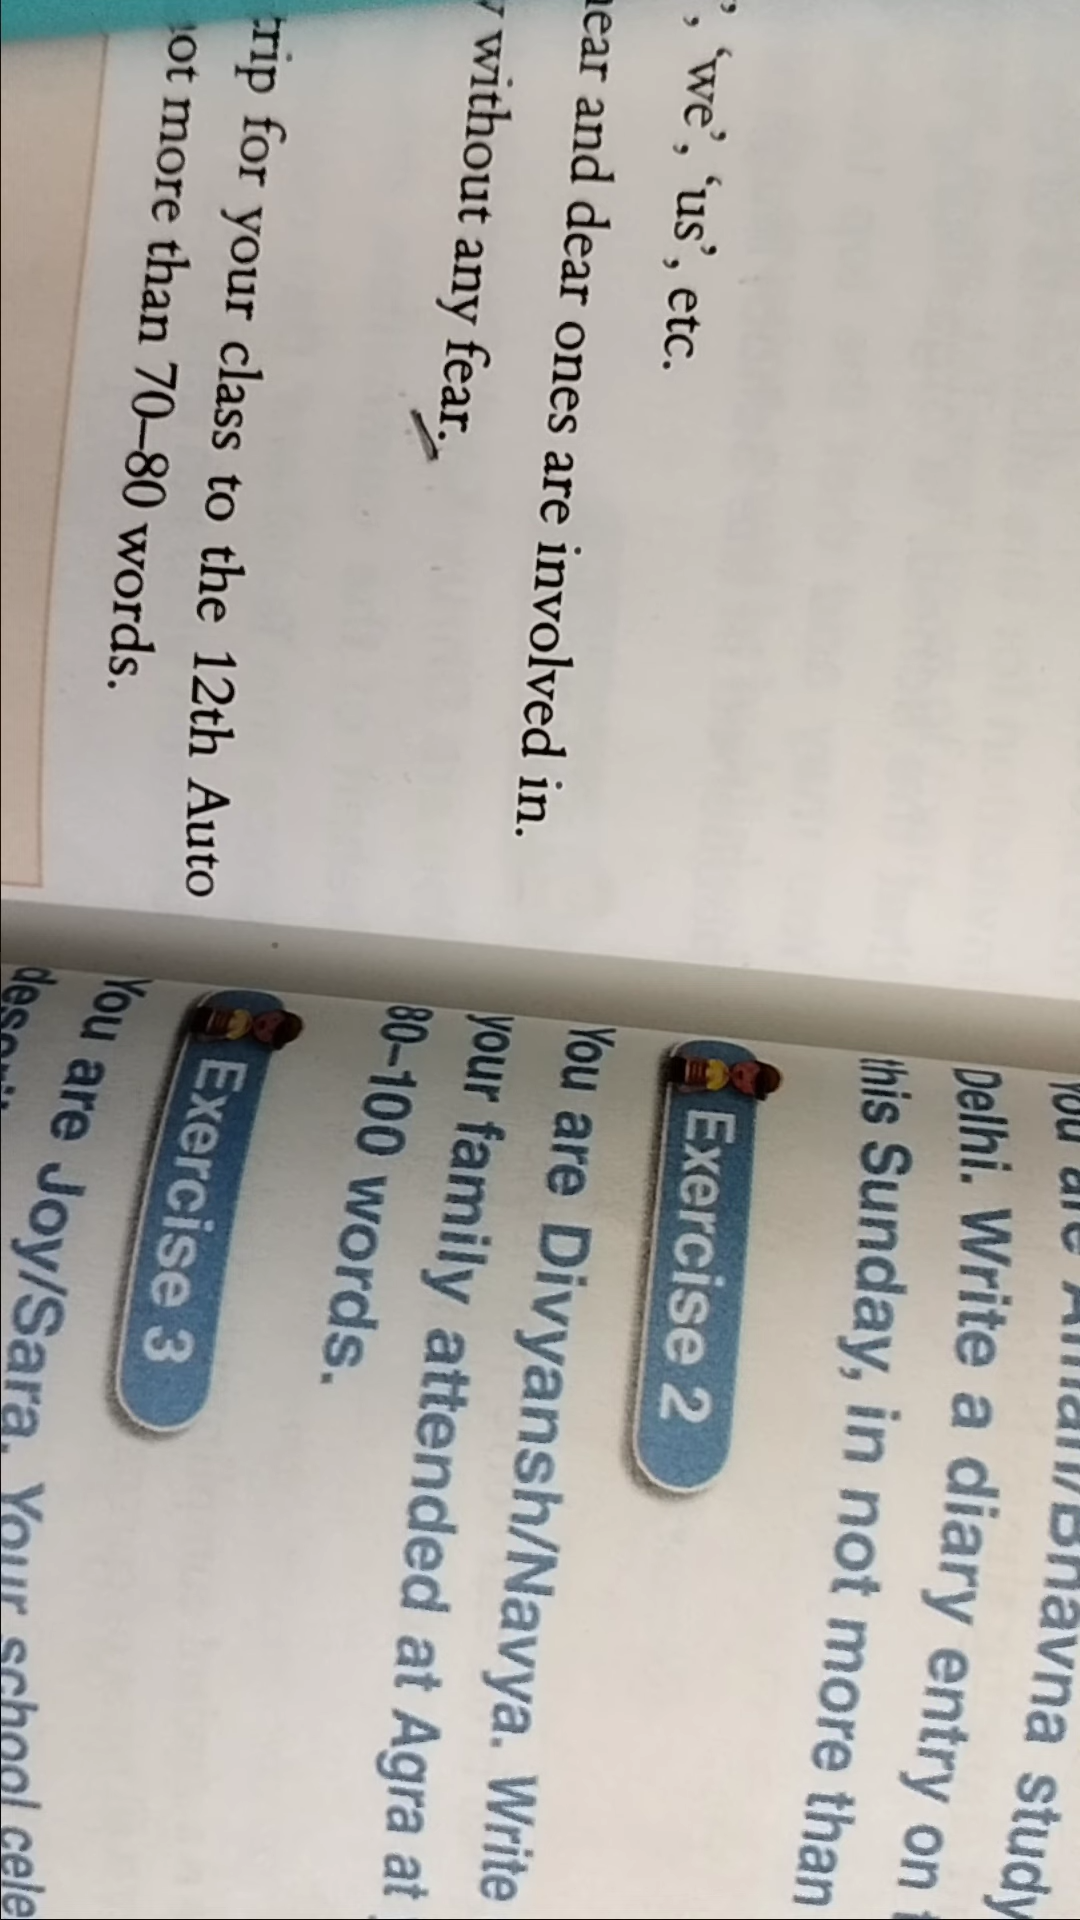 ’, ‘we’, ‘us’, etc.
near and dear ones are involved in.
without any fear.
trip for your class to the 12th Auto
not more than 70–80 words.
You are
study
Delhi. Write a diary entry on
this Sunday, in not more than
Exercise 2
You are Divyansh/Navya. Write
your family attended at Agra at
80–100 words.
Exercise 3
You are Joy/Sara. Your school cele